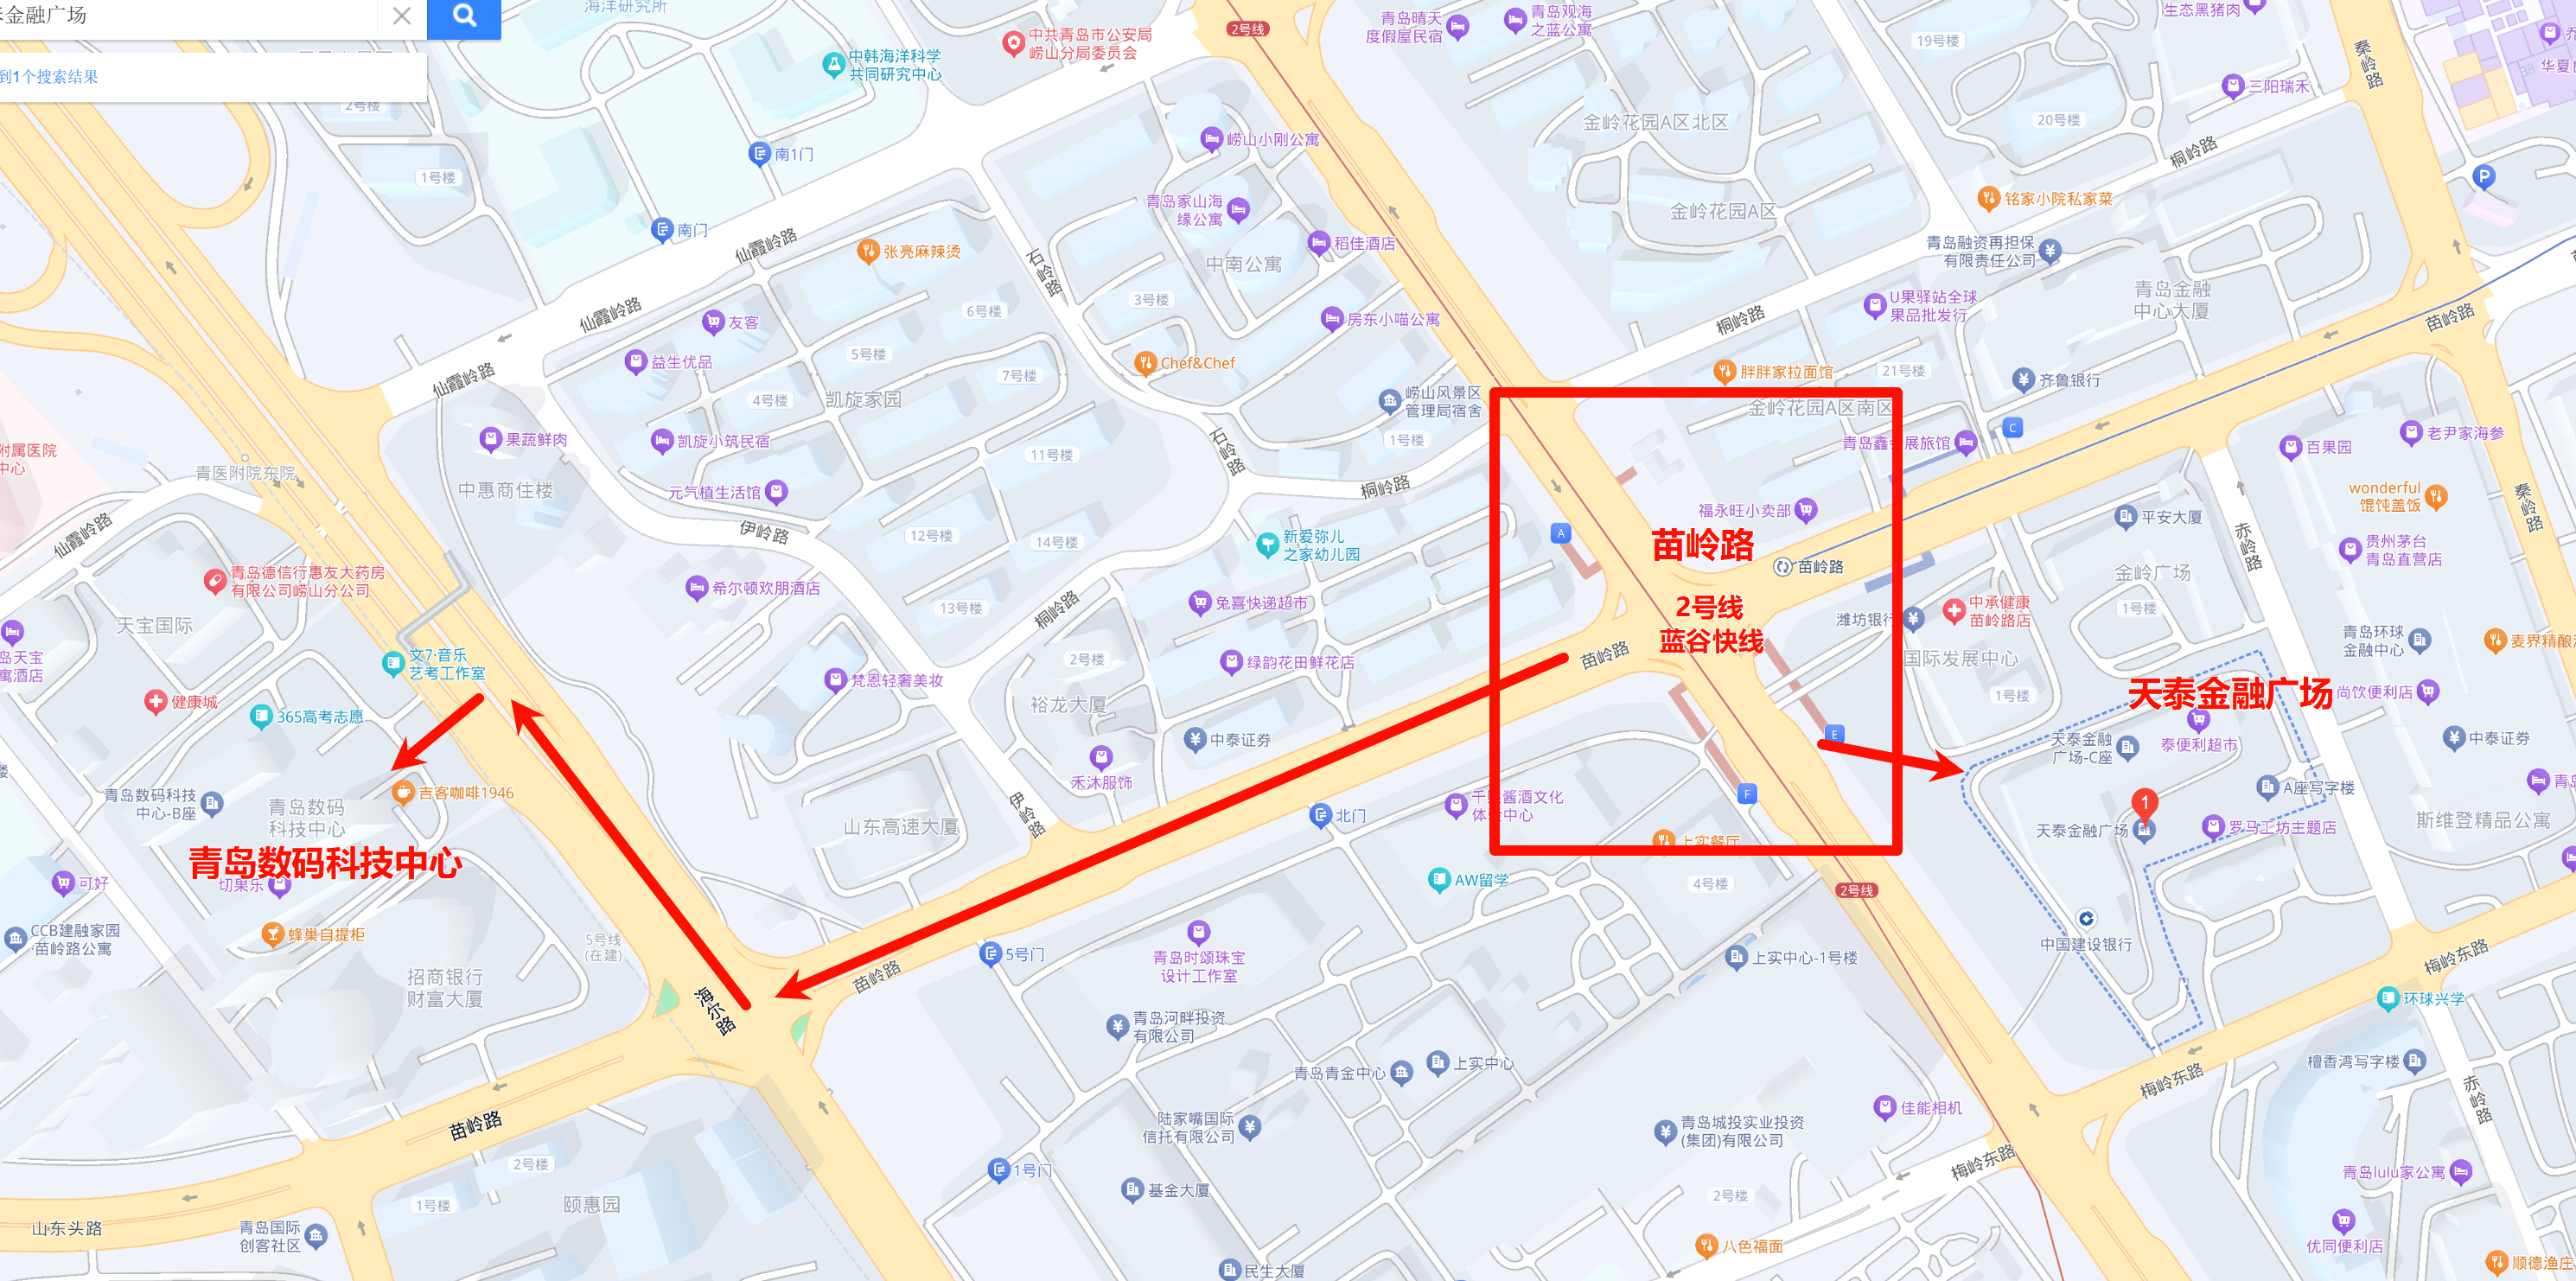 金融广场
到1个搜索结果
海洋研究所
2号线
青岛晴天
度假屋民宿
青岛观海
之蓝公寓
19号楼
生态黑猪肉
秦岭路
中韩海洋科学
共同研究中心
中共青岛市公安局
崂山分局委员会
2号楼
1号楼
南1门
崂山小刚公寓
金岭花园A区北区
20号楼
三阳瑞禾
桐岭路
P
南门
仙霞岭路
张亮麻辣烫
青岛家山海
缘公寓
稻佳酒店
金岭花园A区
铭家小院私家菜
青岛融资再担保
有限责任公司
中南公寓
石岭路
仙霞岭路
友客
6号楼
3号楼
房东小喵公寓
桐岭路
U果驿站全球
果品批发行
青岛金融
中心大厦
苗岭路
益生优品
5号楼
7号楼
Chef&Chef
胖胖家拉面馆
21号楼
齐鲁银行
仙霞岭路
4号楼
凯旋家园
崂山风景区
管理局宿舍
1号楼
金岭花园A区南区
果蔬鲜肉
凯旋小筑民宿
11号楼
石岭路
青岛鑫
展旅馆
C
百果园
老尹家海参
附属医院
中心
青医附院东院
中惠商住楼
元气植生活馆
桐岭路
福永旺小卖部
平安大厦
wonderful
馄饨盖饭
秦岭路
仙霞岭路
伊岭路
12号楼
14号楼
新爱弥儿
之家幼儿园
A
苗岭路
苗岭路
赤岭路
贵州茅台
青岛直营店
金岭广场
青岛德信行惠友大药房
有限公司崂山分公司
希尔顿欢朋酒店
13号楼
桐岭路
兔喜快递超市
2号线
蓝谷快线
潍坊银行
中承健康
苗岭路店
1号楼
天宝国际
岛天宝
寓酒店
文7·音乐
艺考工作室
2号楼
绿韵花田鲜花店
苗岭路
国际发展中心
1号楼
青岛环球
金融中心
麦界精酿
健康城
365高考志愿
梵恩轻奢美妆
裕龙大厦
天泰金融广场
尚饮便利店
中泰证券
E
天泰金融
广场-C座
泰便利超市
中泰证券
禾沐服饰
青岛数码科技
中心-B座
青岛数码
科技中心
吉客咖啡1946
F
A座写字楼
伊岭路
山东高速大厦
北门
体验中心
上实餐厅
1
天泰金融广场
罗马工坊主题店
斯维登精品公寓
青岛数码科技中心
可好
切果乐
AW留学
4号楼
2号线
CCB建融家园
·苗岭路公寓
蜂巢自提柜
5号线
(在建)
5号门
青岛时颂珠宝
设计工作室
上实中心-1号楼
中国建设银行
梅岭东路
招商银行
财富大厦
海尔路
苗岭路
环球兴学
青岛河畔投资
有限公司
青岛青金中心
上实中心
檀香湾写字楼
梅岭东路
赤岭路
苗岭路
陆家嘴国际
信托有限公司
青岛城投实业投资
(集团)有限公司
佳能相机
2号楼
1号门
梅岭东路
青岛lulu家公寓
1号楼
颐惠园
基金大厦
2号楼
山东头路
青岛国际
创客社区
八色福面
优同便利店
民生大厦
顺德渔庄